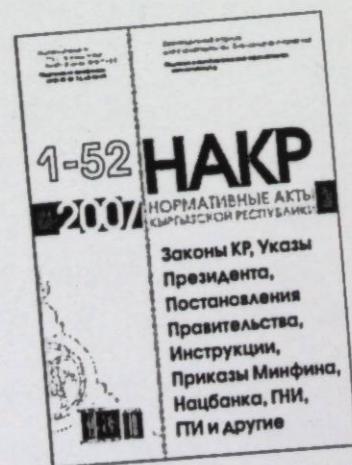 1-52
2007
НАКР
НОРМАТИВНЫЕ АКТЫ
КЫРГЫЗСКОЙ РЕСПУБЛИКИ
Законы КР, Указы
Президента,
Постановления
Правительства,
Инструкции,
Приказы Минфина,
Нацбанка, ГНИ,
ПИ и другие